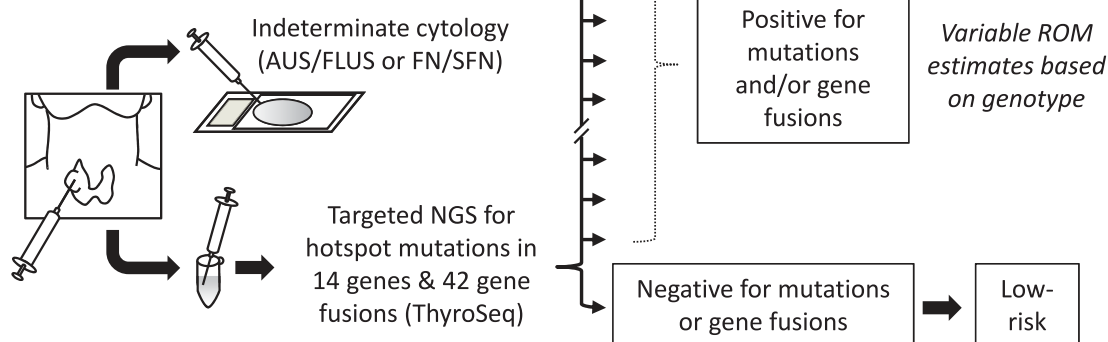 Indeterminate cytology
(AUS/FLUS or FN/SFN)
Targeted NGS for
hotspot mutations in
14 genes & 42 gene
fusions (ThyroSeq)
Positive for
mutations
and/or gene
fusions
Variable ROM
estimates based
on genotype
Negative for mutations
or gene fusions
Low-
risk